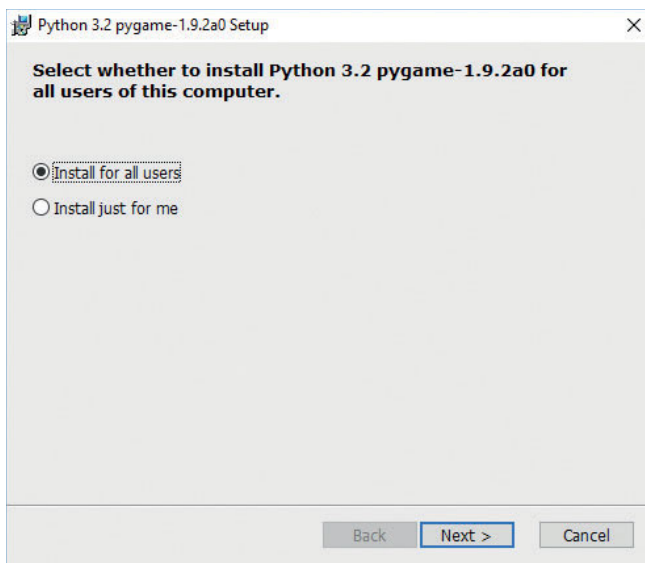 Python 3.2 pygame-1.9.2a0 Setup
Select whether to install Python 3.2 pygame-1.9.2a0 for
all users of this computer.
Install for all users
Install just for me
Back Next > Cancel